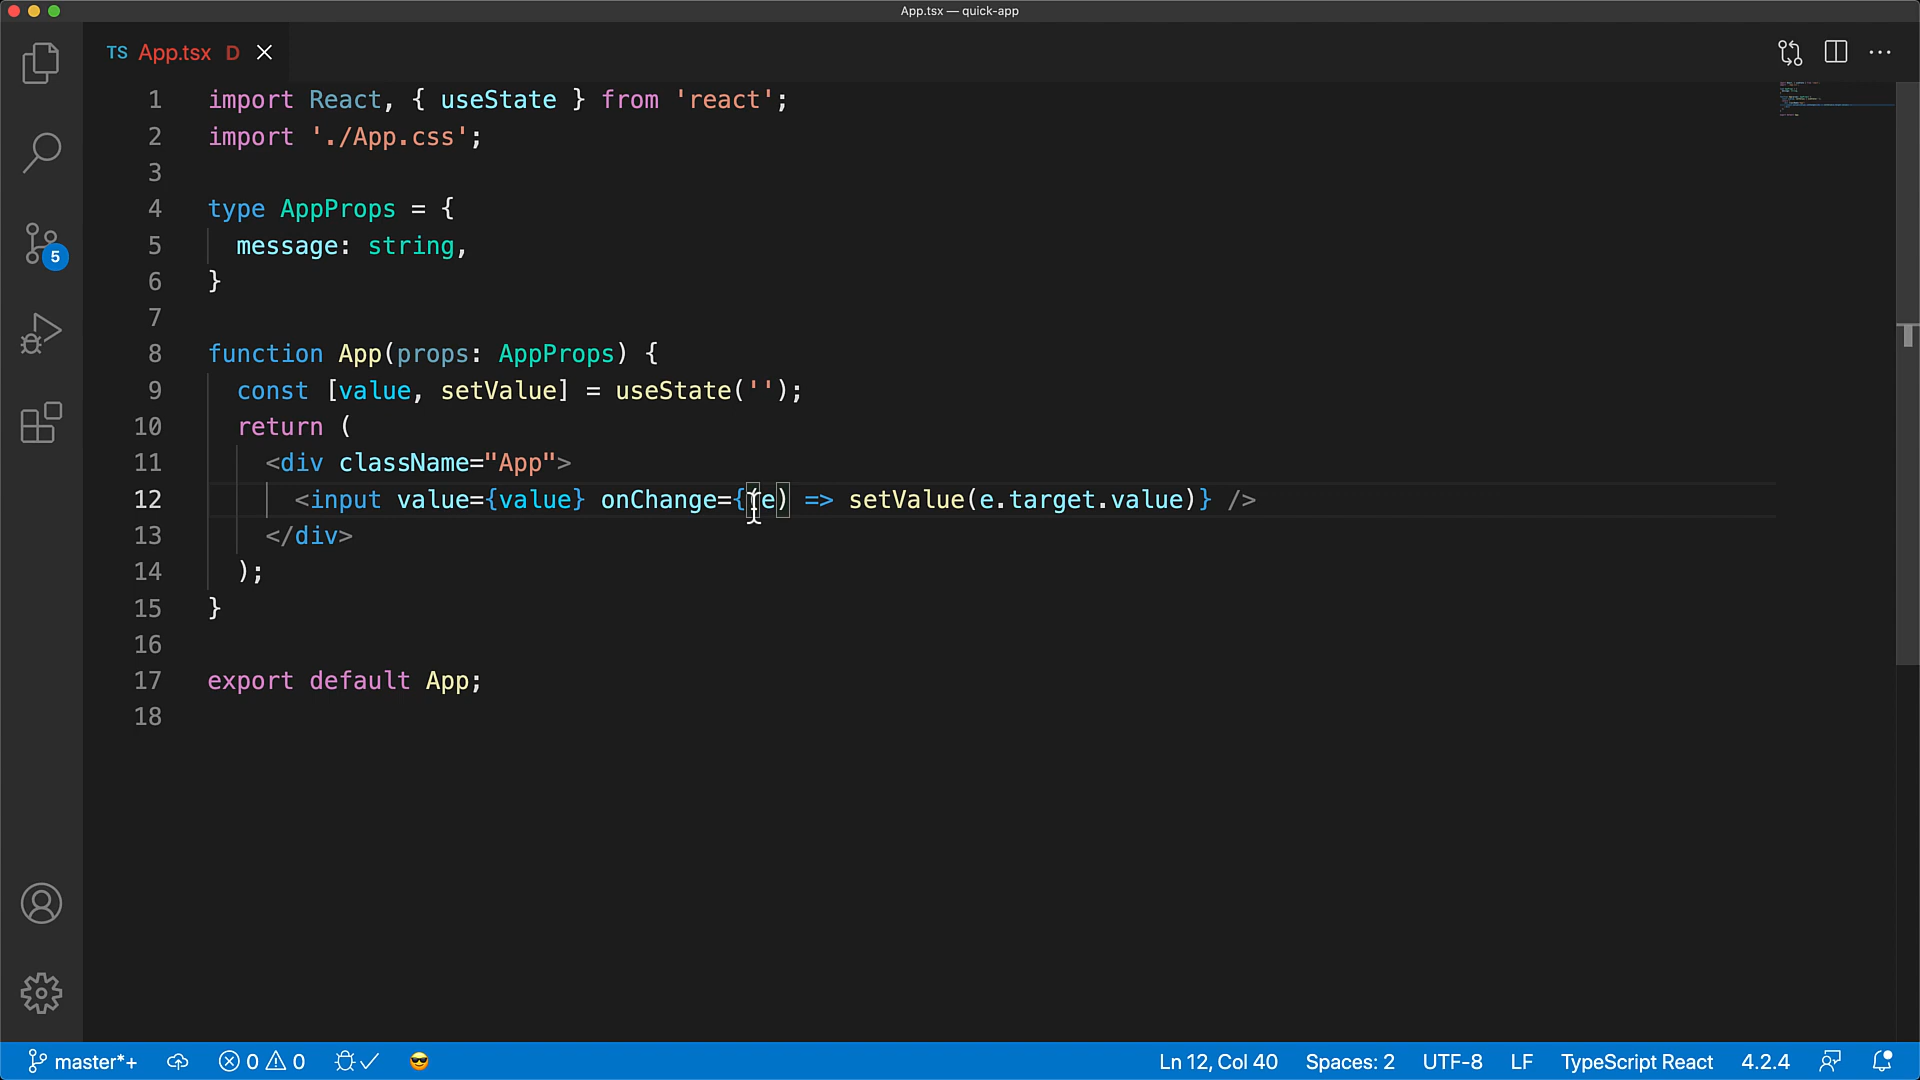 App.tsx — quick-app
TS App.tsx D
1 import React, { useState } from 'react';
2 import './App.css';
3
4 type AppProps = {
5   message: string,
6 }
7
8 function App(props: AppProps) {
9   const [value, setValue] = useState('');
10   return (
11     <div className="App">
12       <input value={value} onChange={(e) => setValue(e.target.value)} />
13     </div>
14   );
15 }
16
17 export default App;
18
5
master*+ 0 0 Ln 12, Col 40 Spaces: 2 UTF-8 LF TypeScript React 4.2.4